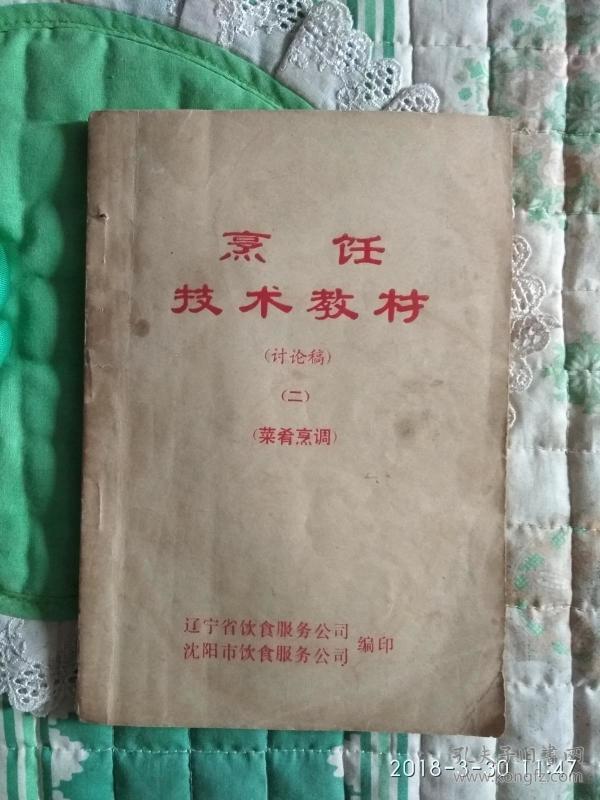 烹饪
技术教材
(讨论稿)
(二)
(菜肴烹调)
辽宁省饮食服务公司
沈阳市饮食服务公司
编印
孔夫子旧书网
www.kongfz.com
2018-3-30 11:47